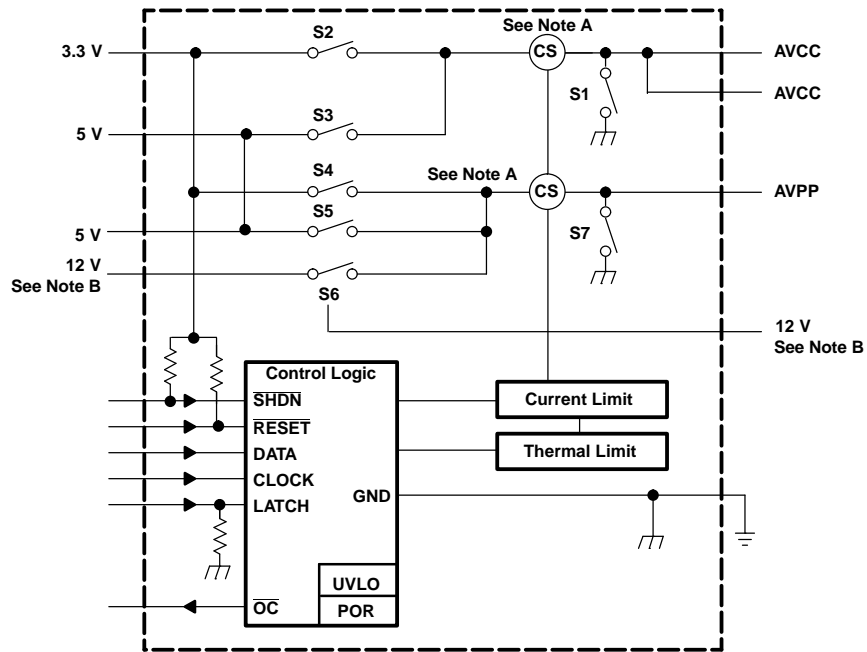 See Note A
S2
3.3 V
CS
AVCC
S1
AVCC
S3
5 V
S4
See Note A
CS
AVPP
S5
5 V
S7
12 V
See Note B
S6
12 V
See Note B
Control Logic
SHDN
Current Limit
RESET
DATA
Thermal Limit
CLOCK
GND
LATCH
UVLO
OC
POR